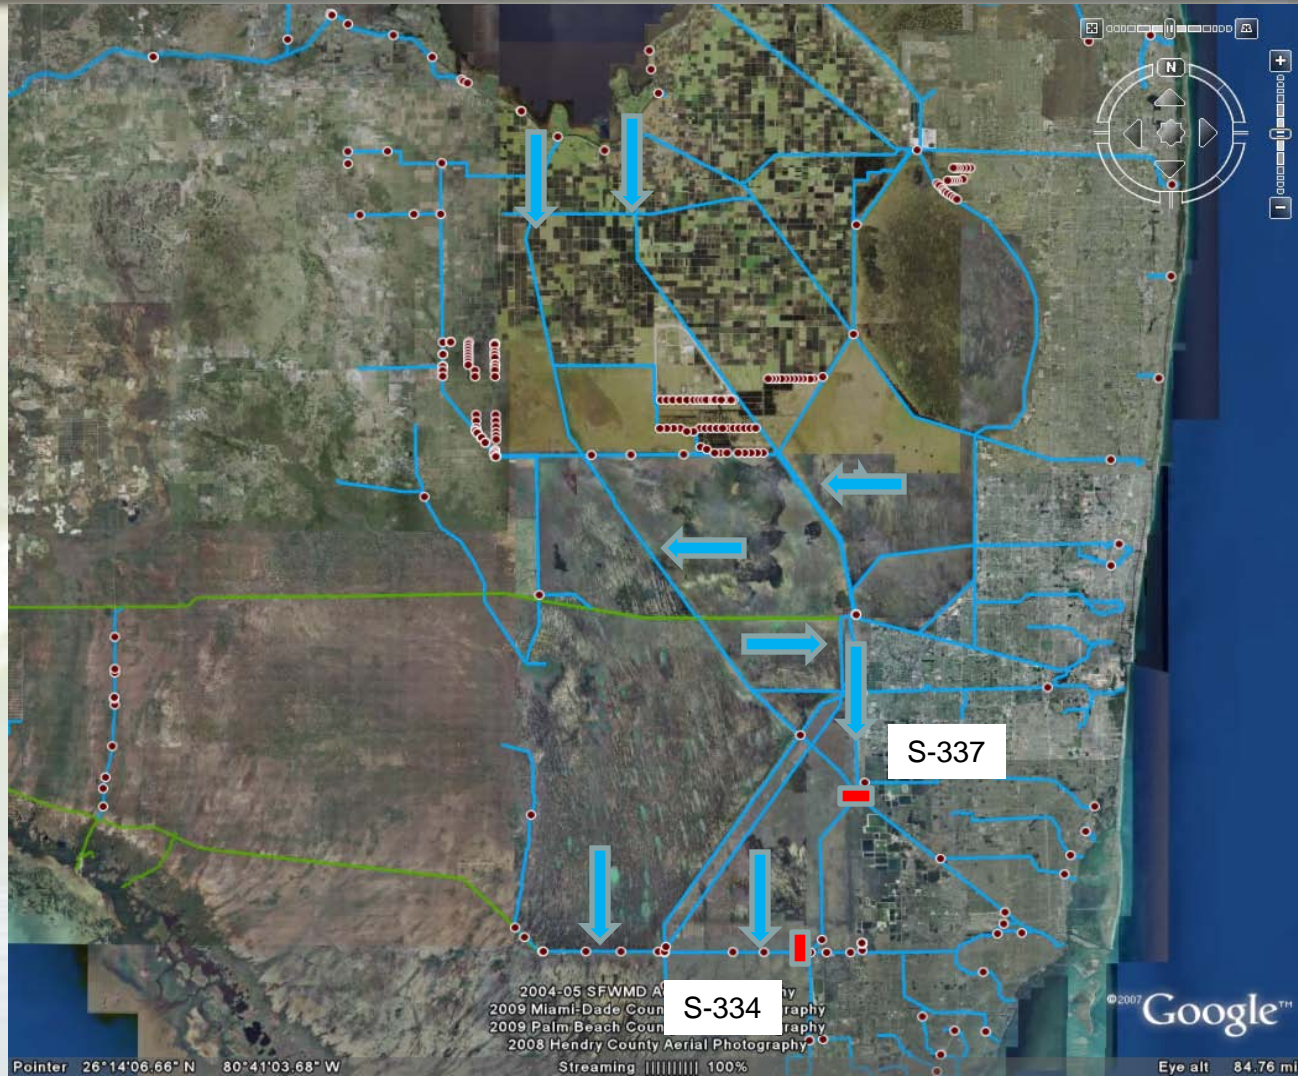 N
S-337
S-334
2004-05 SFWMD A hy
2009 Miami-Dade Coun raphy
2009 Palm Beach Coun raphy
2008 Hendry County Aerial Photography
©2007 Google™
Pointer 26°14'06.66" N 80°41'03.68" W Streaming |||||||||| 100% Eye alt 84.76 mi